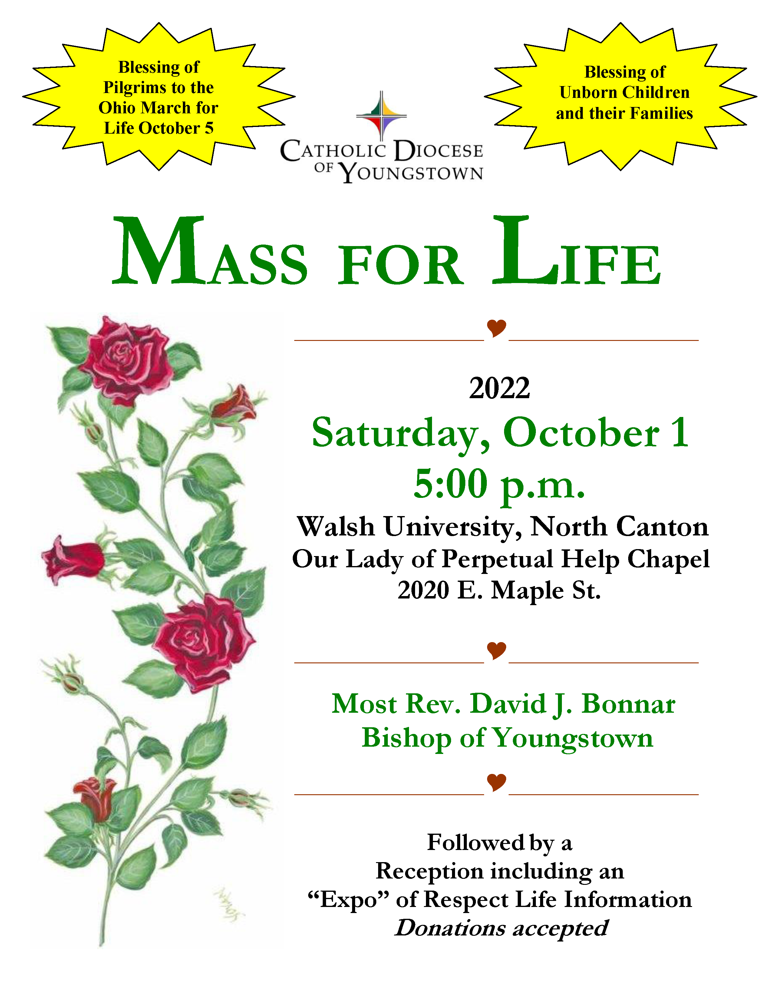 Blessing of
Pilgrims to the
Ohio March for
Life October 5
Blessing of
Unborn Children
and their Families
CATHOLIC DIOCESE
OF YOUNGSTOWN
MASS FOR LIFE
2022
Saturday, October 1
5:00 p.m.
Walsh University, North Canton
Our Lady of Perpetual Help Chapel
2020 E. Maple St.
Most Rev. David J. Bonnar
Bishop of Youngstown
Followed by a
Reception including an
“Expo” of Respect Life Information
Donations accepted